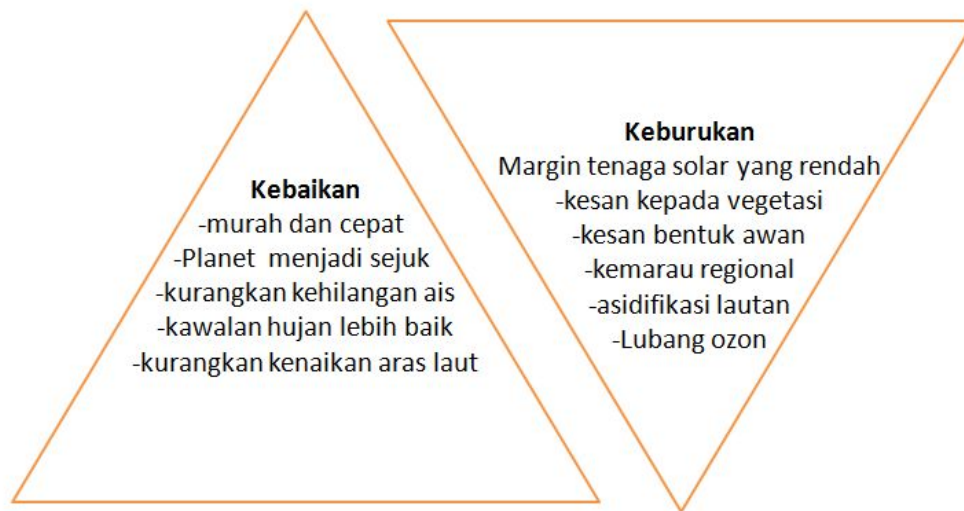 Kebaikan
-murah dan cepat
-Planet menjadi sejuk
-kurangkan kehilangan ais
-kawalan hujan lebih baik
-kurangkan kenaikan aras laut
Keburukan
Margin tenaga solar yang rendah
-kesan kepada vegetasi
-kesan bentuk awan
-kemarau regional
-asidifikasi lautan
-Lubang ozon